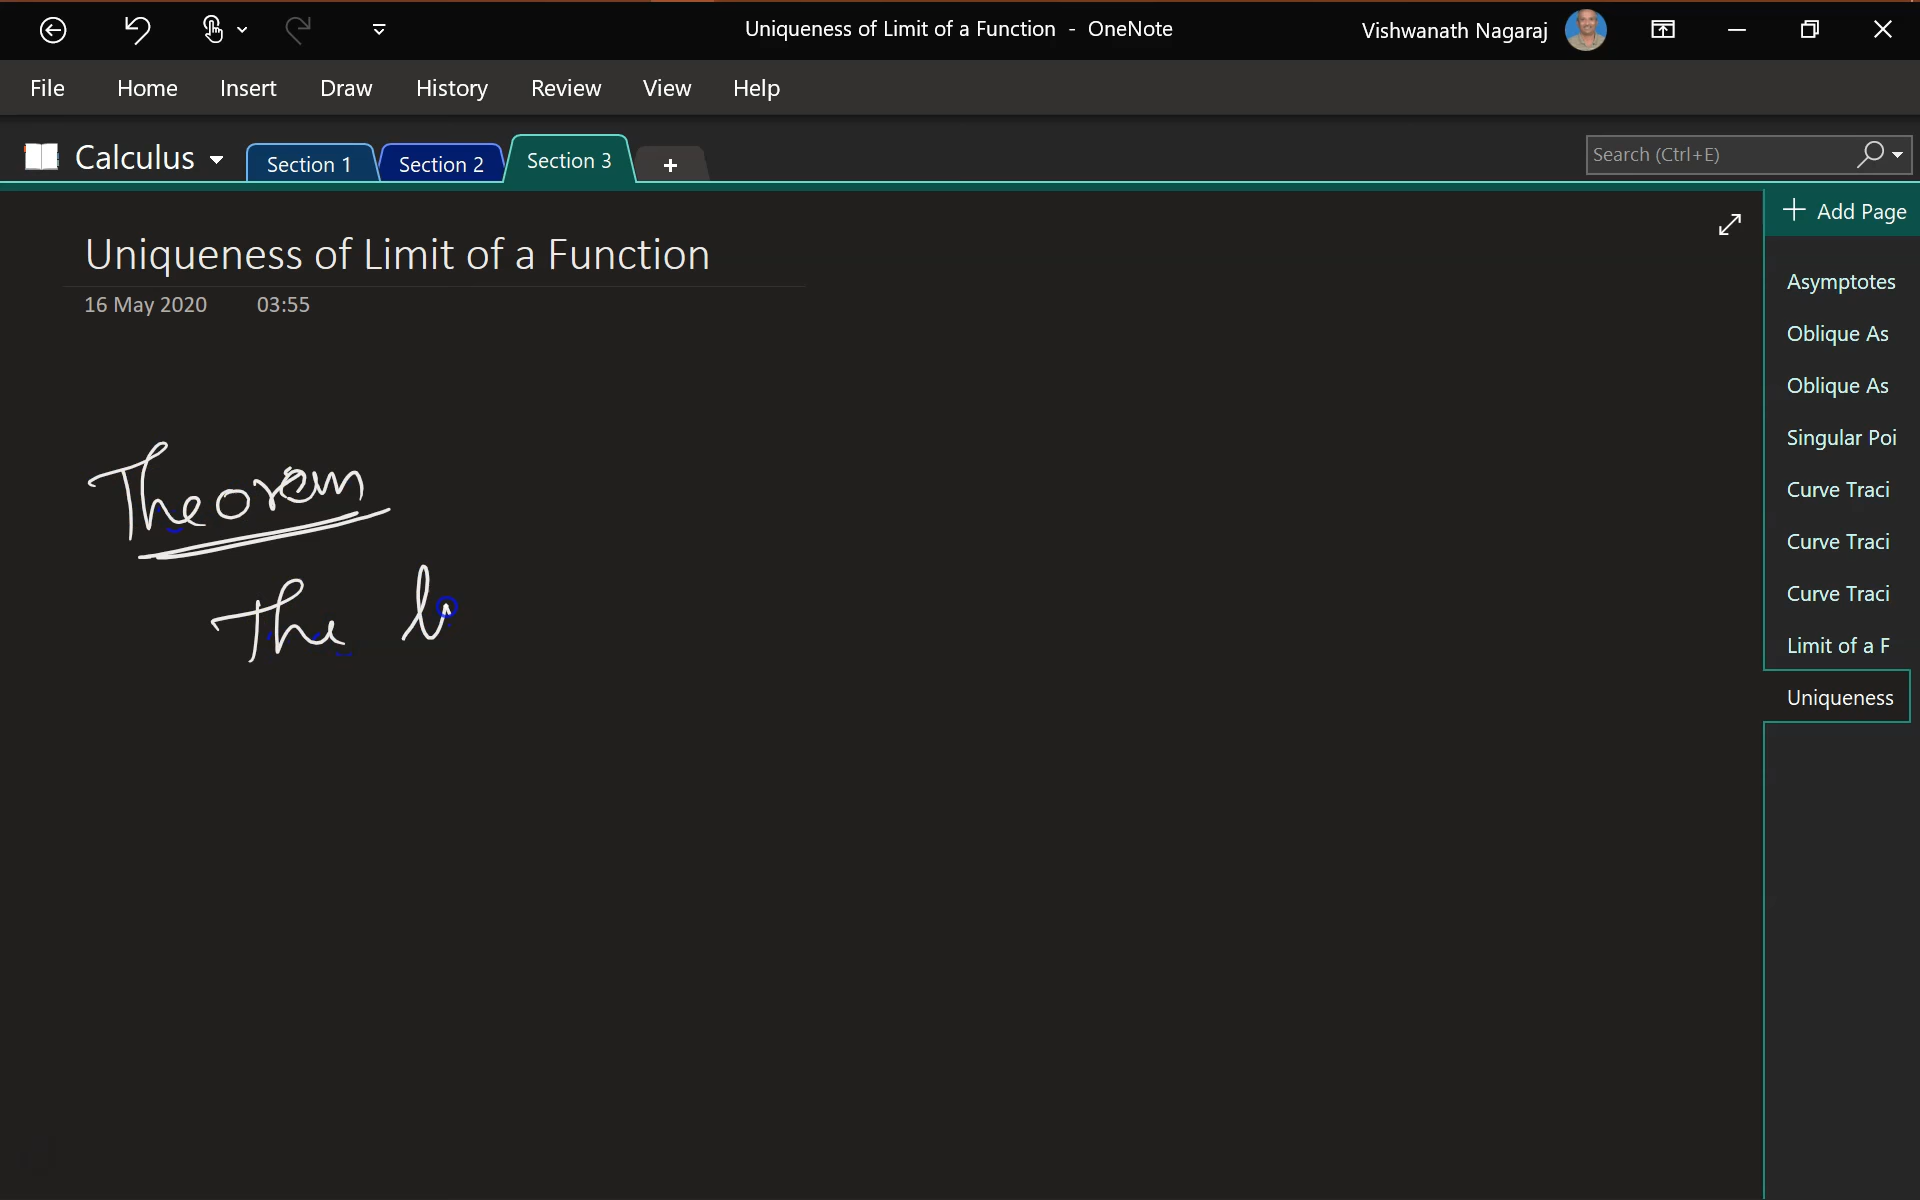 Uniqueness of Limit of a Function - OneNote
Vishwanath Nagaraj
File Home Insert Draw History Review View Help
Calculus Section 1 Section 2 Section 3 +
Search (Ctrl+E)
Uniqueness of Limit of a Function
16 May 2020 03:55
Theorem
The
Add Page
Asymptotes
Oblique As
Oblique As
Singular Poi
Curve Traci
Curve Traci
Curve Traci
Limit of a F
Uniqueness